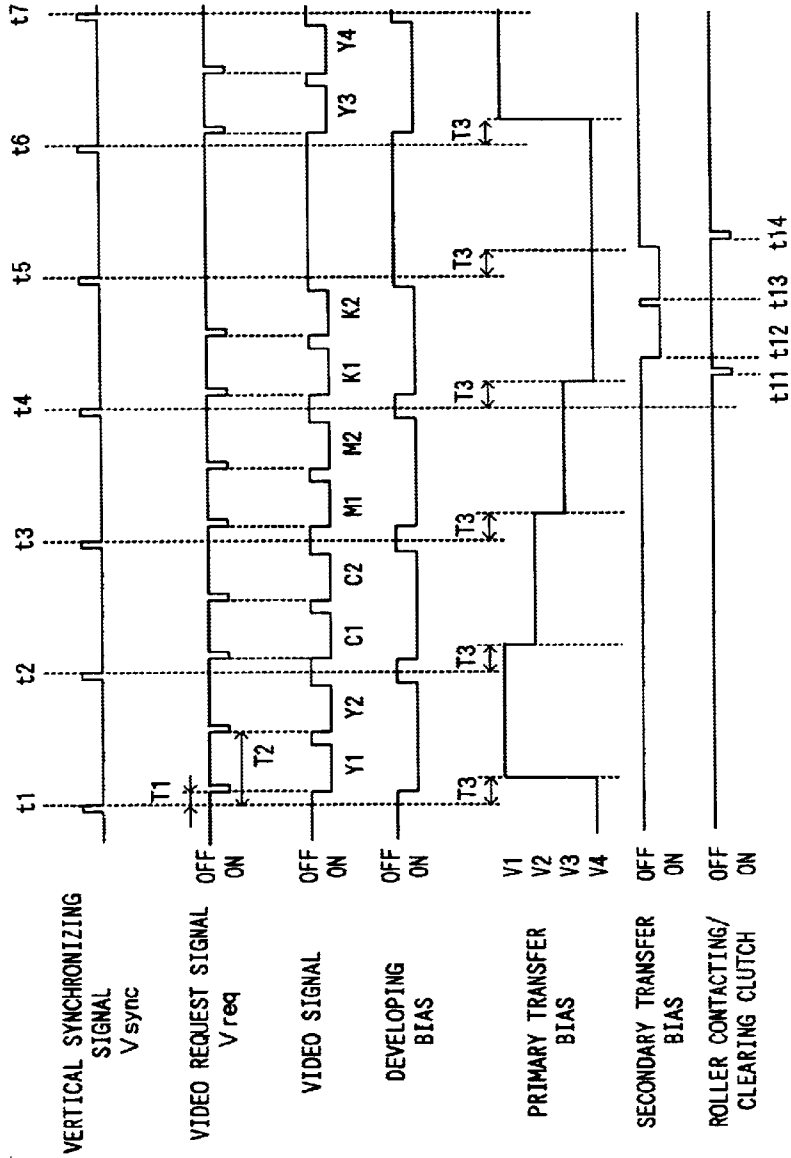 t1 t2 t3 t4 t5 t6 t7
VERTICAL SYNCHRONIZING
SIGNAL
Vsync
T1
VIDEO REQUEST SIGNAL
Vreq
OFF
ON
T2
VIDEO SIGNAL
OFF
ON
Y1 Y2 C1 C2 M1 M2 K1 K2 Y3 Y4
DEVELOPING
BIAS
OFF
ON
T3 T3 T3 T3 T3 T3
PRIMARY TRANSFER
BIAS
V1
V2
V3
V4
SECONDARY TRANSFER
BIAS
OFF
ON
ROLLER CONTACTING/
CLEARING CLUTCH
OFF
ON
t11 t12 t13 t14